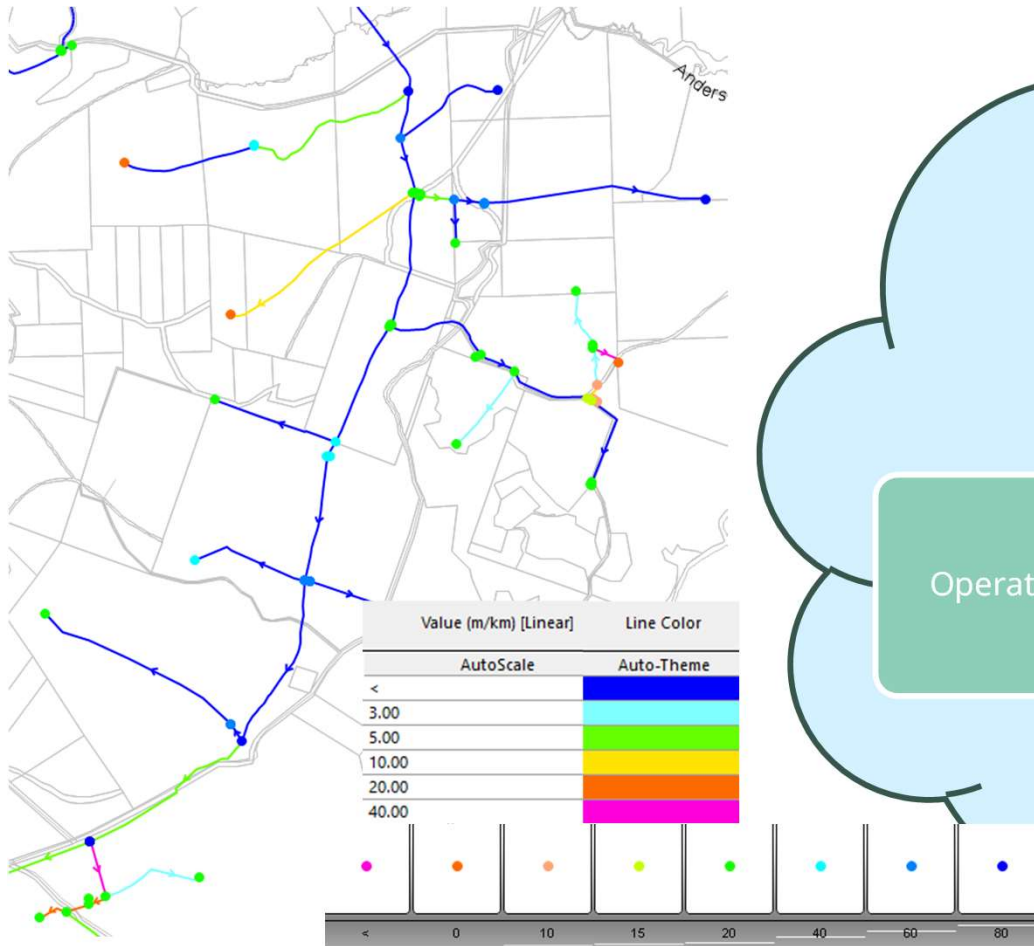 Anders
Operat
Value (m/km) [Linear] Line Color
AutoScale Auto-Theme
<
3.00
5.00
10.00
20.00
40.00
< 0 10 15 20 40 60 80